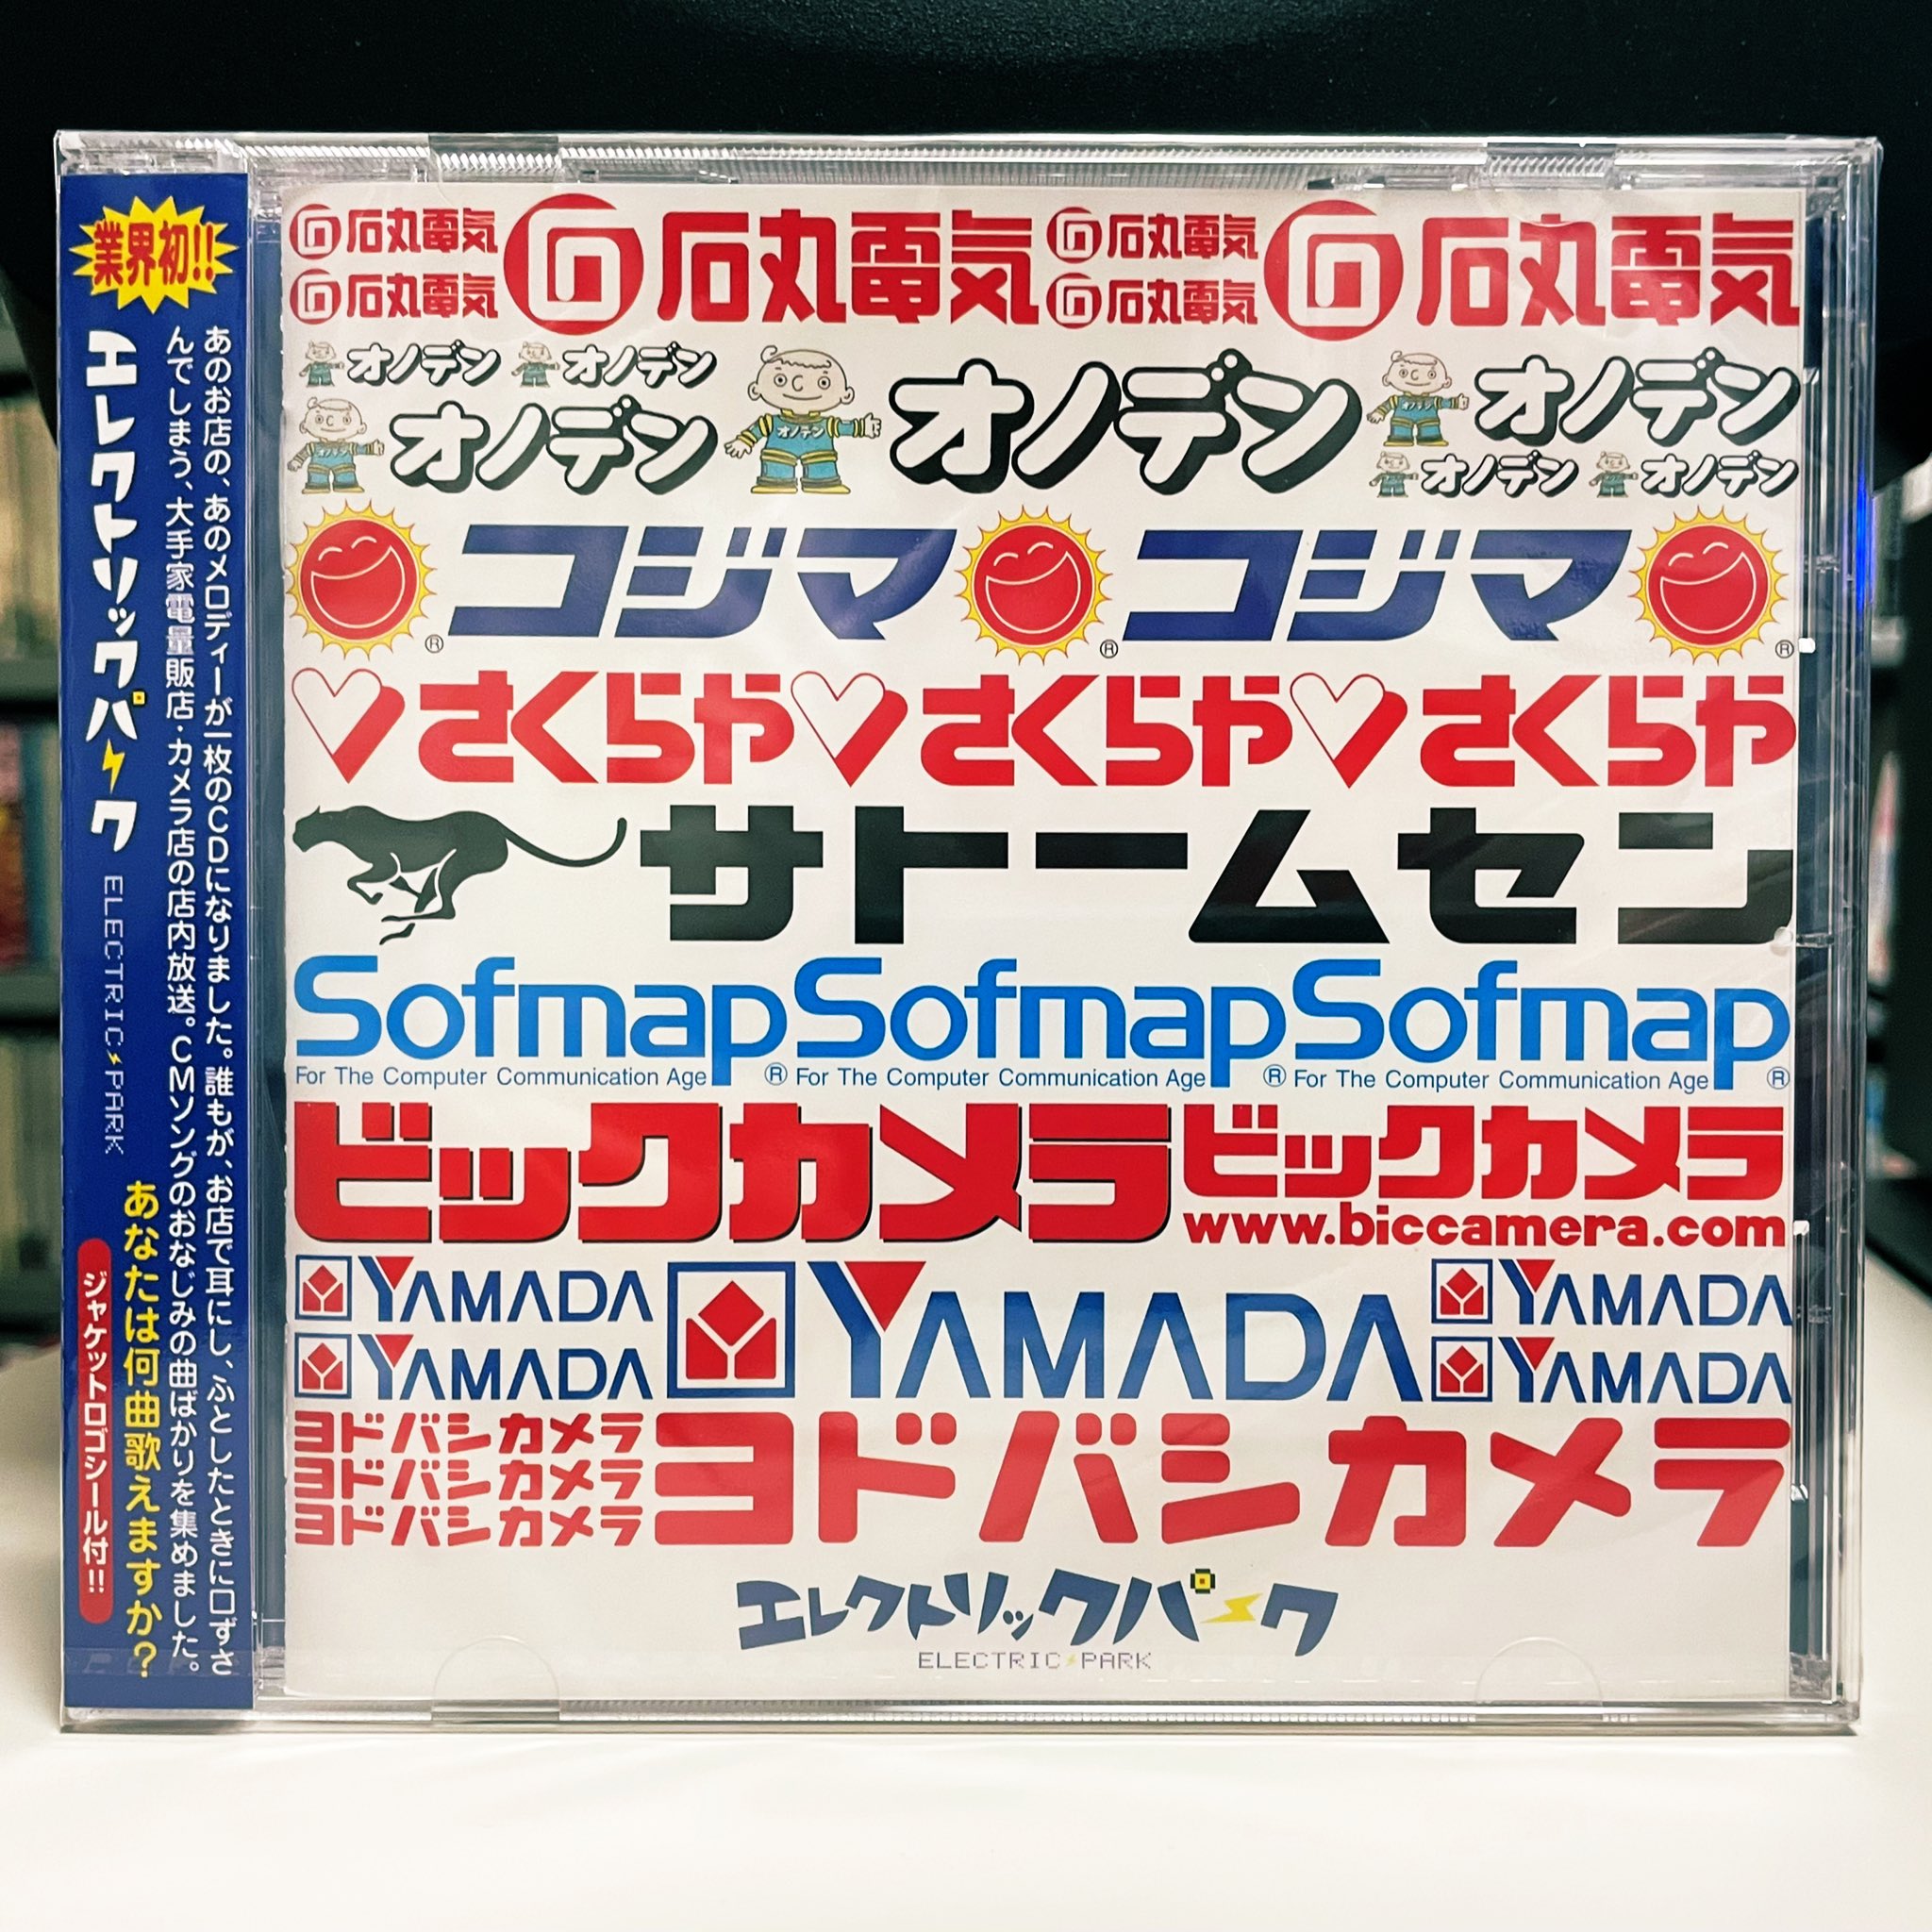 業界初!!
エレクトリックパーク
ELECTRIC PARK
あのお店の、あのメロディーが一枚のCDになりました。誰もが、お店で耳にし、ふとしたときに口ずさ
んでしまう、大手家電量販店・カメラ店の店内放送。CMソングのおなじみの曲ばかりを集めました。
あなたは何曲歌えますか?
ジャケットロゴシール付!!
石丸電気 石丸電気 石丸電気 石丸電気
石丸電気 石丸電気
オノデン オノデン オノデン オノデン オノデン
オノデン オノデン オノデン
コジマ ® コジマ ® ®
さくらや さくらや さくらや
サトームセン
Sofmap Sofmap Sofmap
For The Computer Communication Age ® For The Computer Communication Age ® For The Computer Communication Age ®
ビックカメラ ビックカメラ
www.biccamera.com
YAMADA YAMADA YAMADA
YAMADA YAMADA
ヨドバシカメラ ヨドバシカメラ
ヨドバシカメラ
ヨドバシカメラ
エレクトリックパーク
ELECTRIC PARK